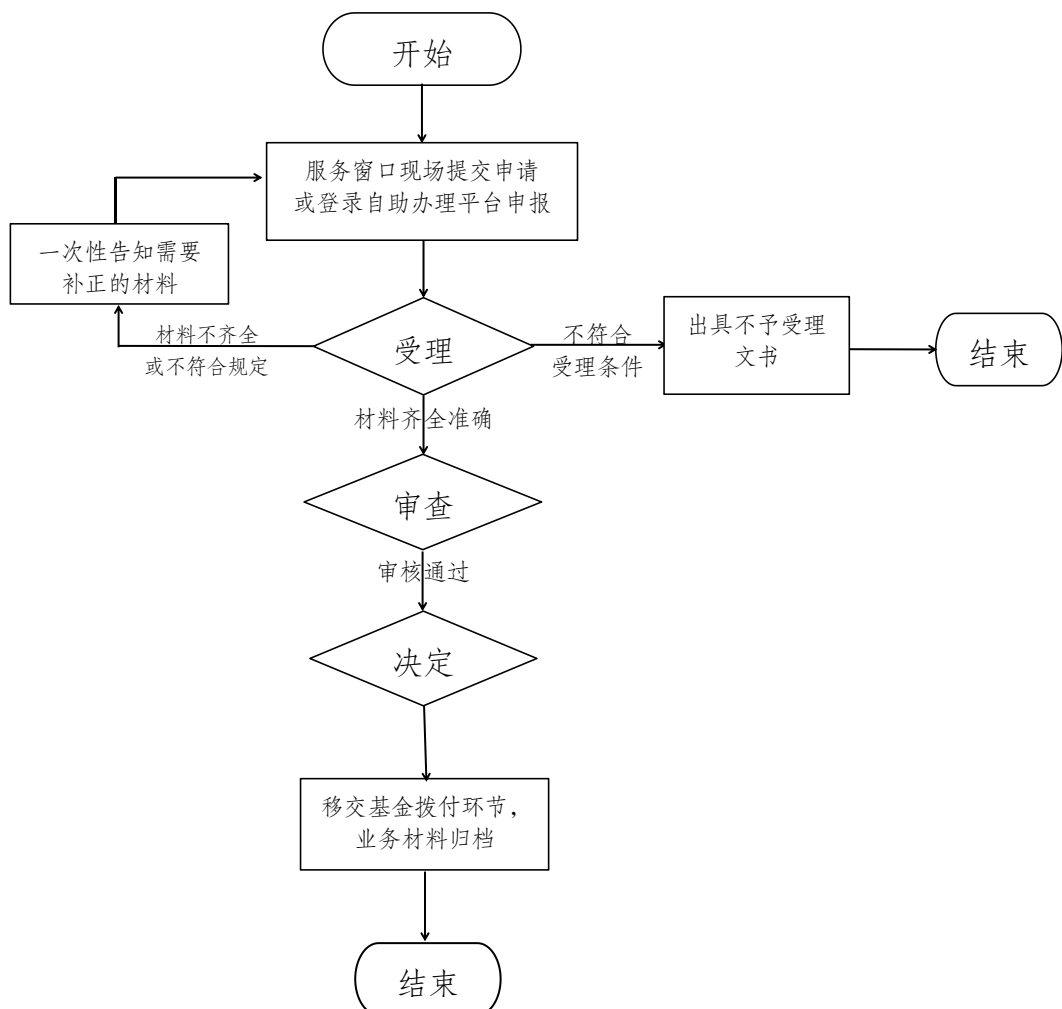 开始
服务窗口现场提交申请
或登录自助办理平台申报
一次性告知需要
补正的材料
材料不齐全
或不符合规定
受理
不符合
受理条件
出具不予受理
文书
结束
材料齐全准确
审查
审核通过
决定
移交基金拨付环节，
业务材料归档
结束